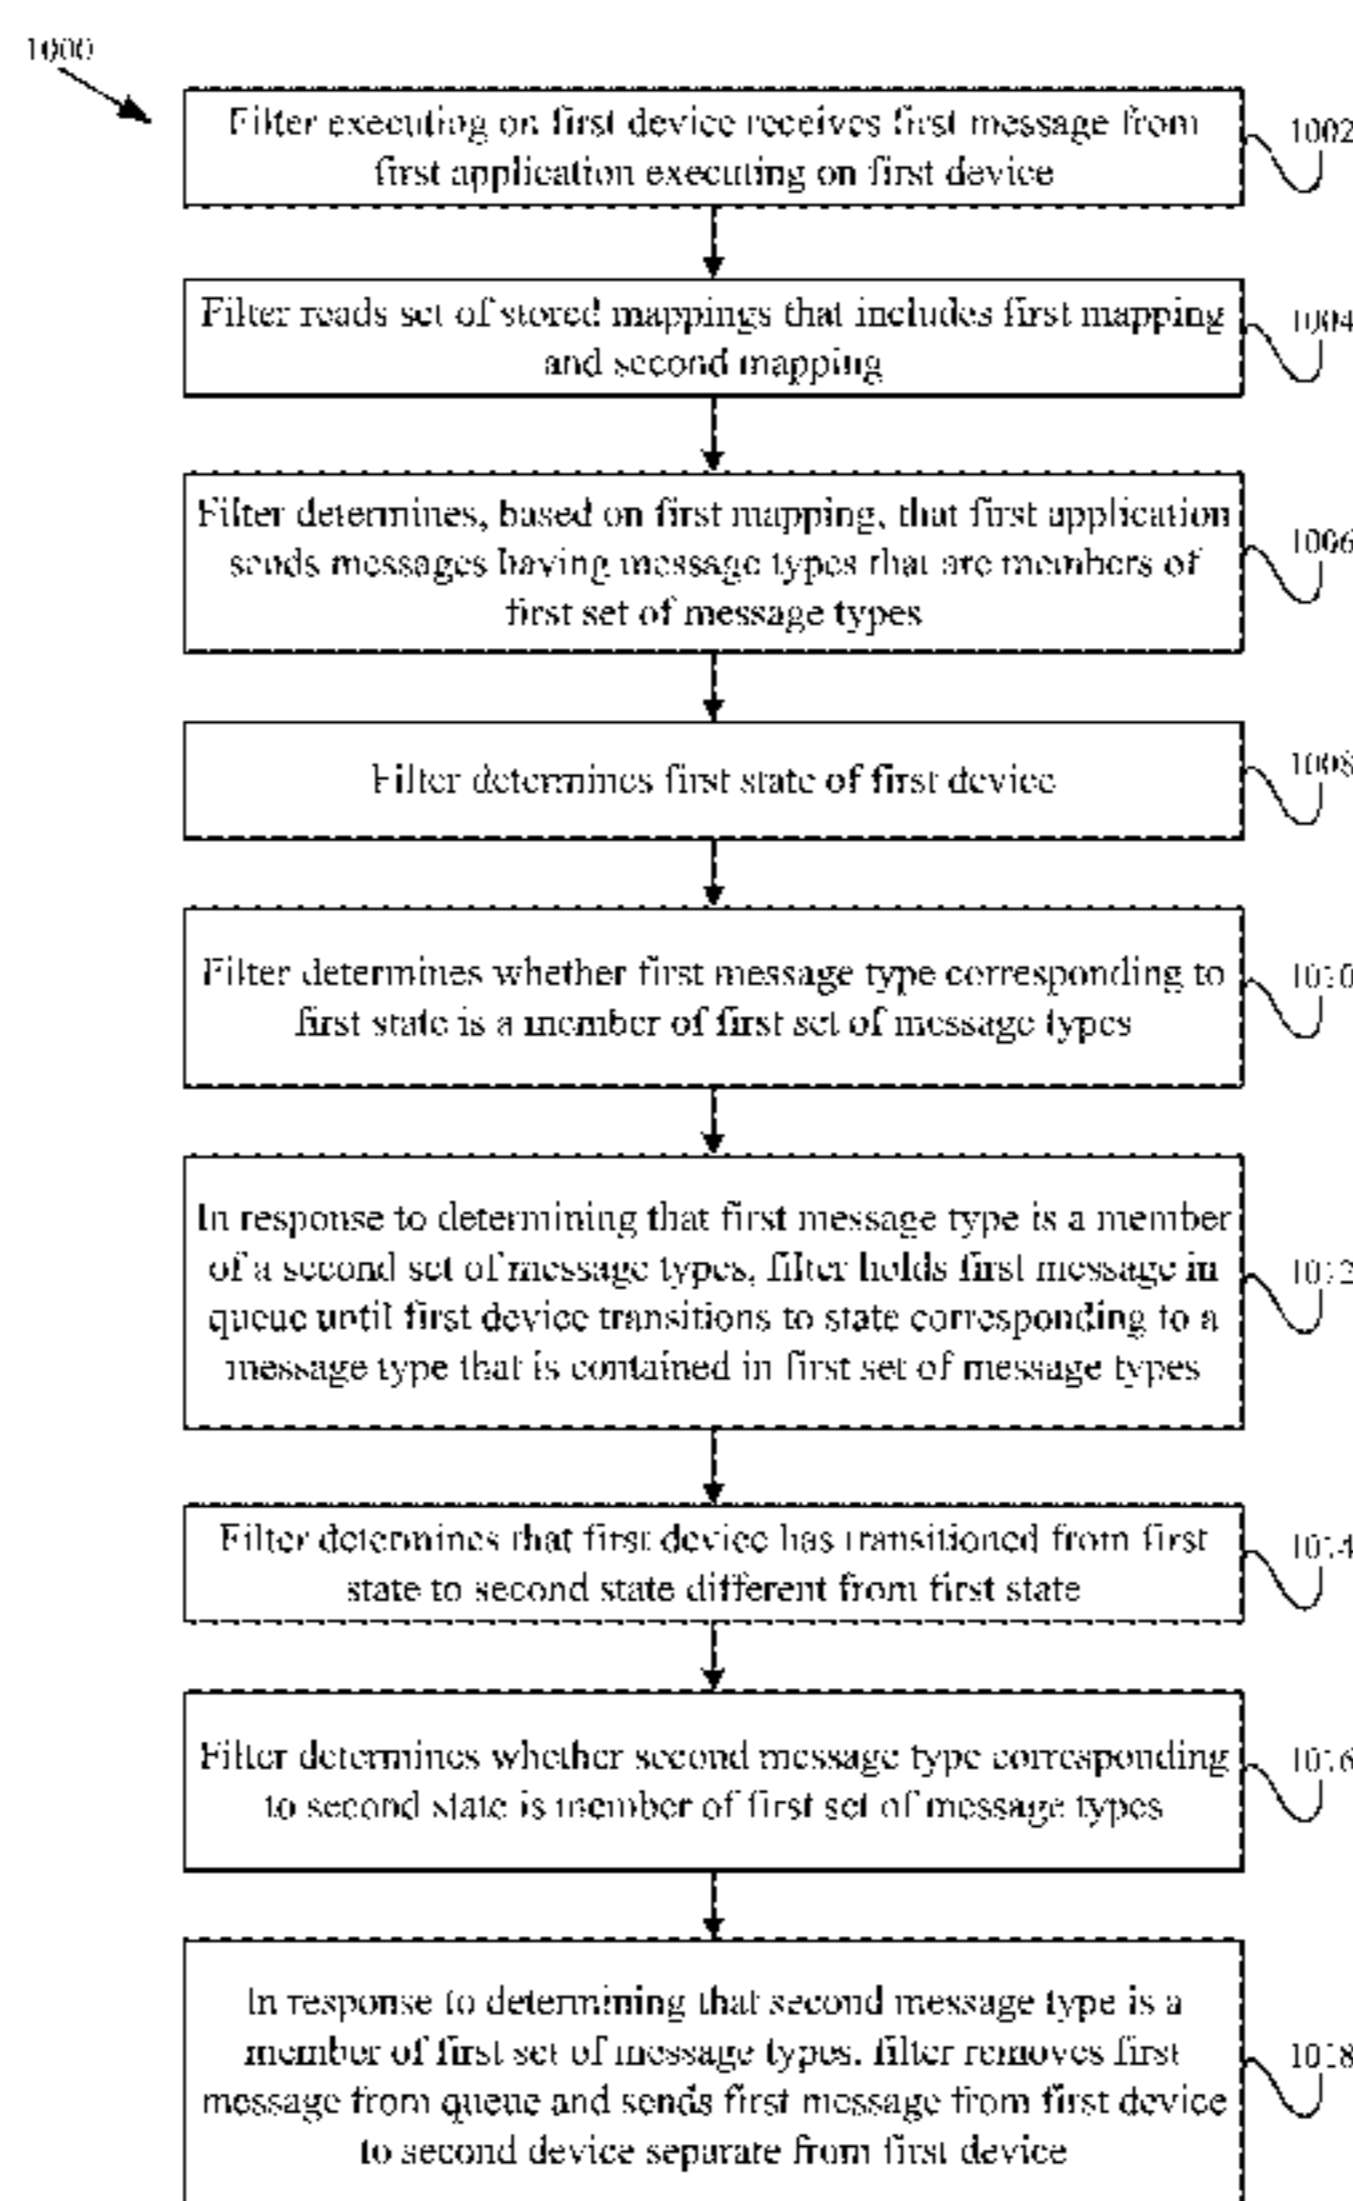 1000
Filter executing on first device receives first message from
first application executing on first device
1002
Filter reads set of stored mappings that includes first mapping
and second mapping
1004
Filter determines, based on first mapping, that first application
sends messages having message types that are members of
first set of message types
1006
Filter determines first state of first device
1008
Filter determines whether first message type corresponding to
first state is a member of first set of message types
1010
In response to determining that first message type is a member
of a second set of message types, filter holds first message in
queue until first device transitions to state corresponding to a
message type that is contained in first set of message types
1012
Filter determines that first device has transitioned from first
state to second state different from first state
1014
Filter determines whether second message type corresponding
to second state is member of first set of message types
1016
In response to determining that second message type is a
member of first set of message types, filter removes first
message from queue and sends first message from first device
to second device separate from first device
1018